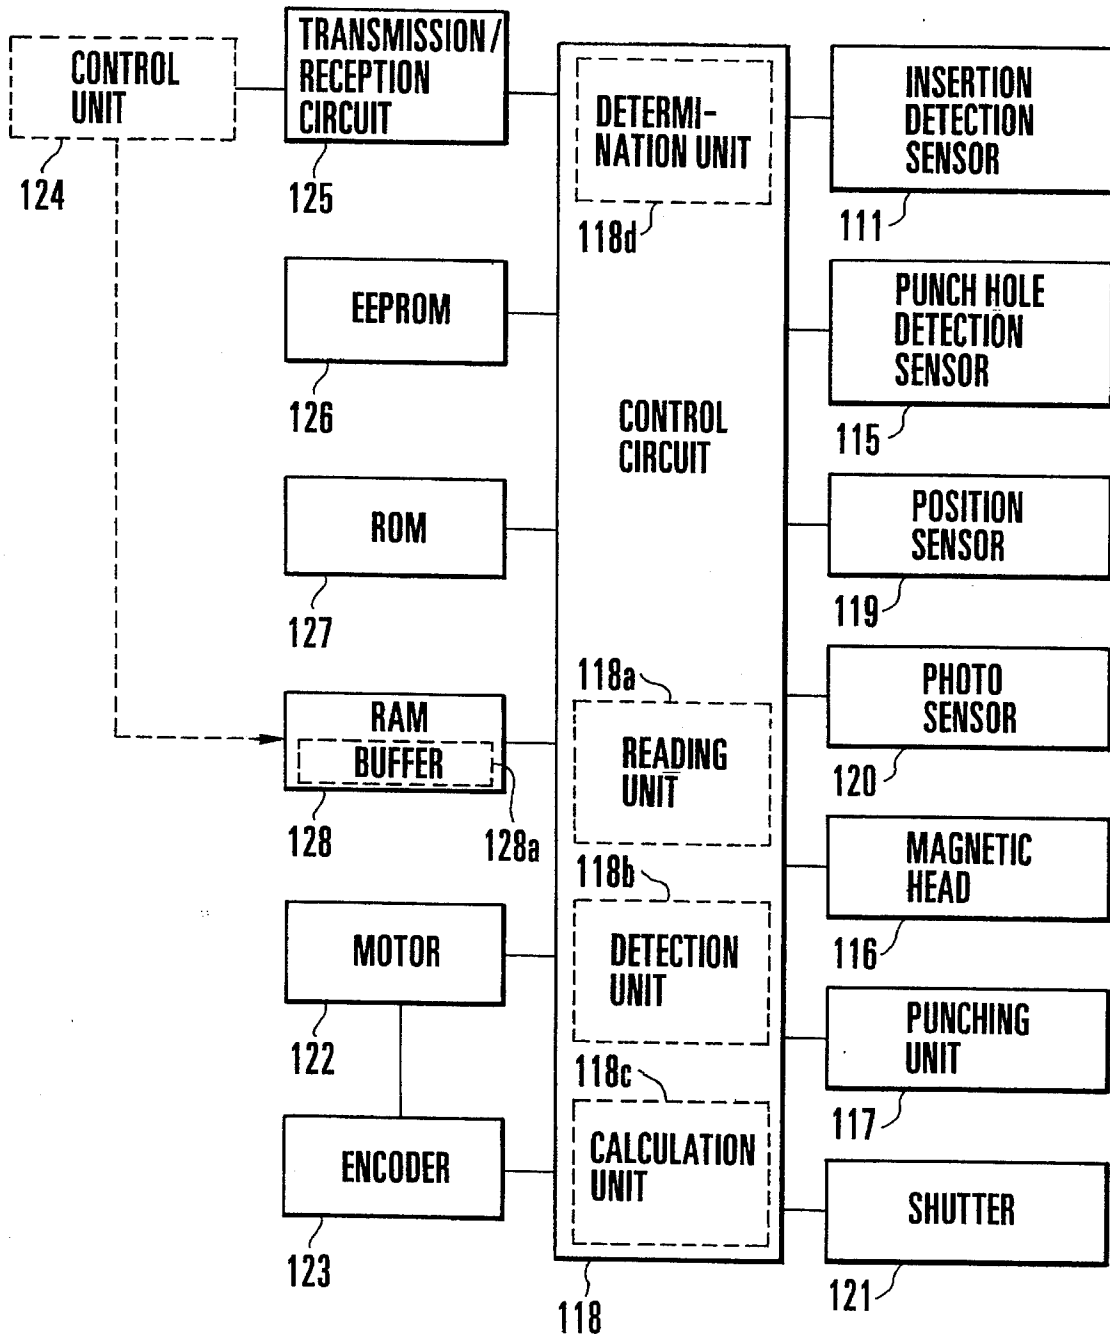 CONTROL
UNIT
124
TRANSMISSION/
RECEPTION
CIRCUIT
125
EEPROM
126
ROM
127
RAM
BUFFER
128
128a
MOTOR
122
ENCODER
123
DETERMI-
NATION UNIT
118d
CONTROL
CIRCUIT
118a
READING
UNIT
118b
DETECTION
UNIT
118c
CALCULATION
UNIT
118
INSERTION
DETECTION
SENSOR
111
PUNCH HOLE
DETECTION
SENSOR
115
POSITION
SENSOR
119
PHOTO
SENSOR
120
MAGNETIC
HEAD
116
PUNCHING
UNIT
117
SHUTTER
121